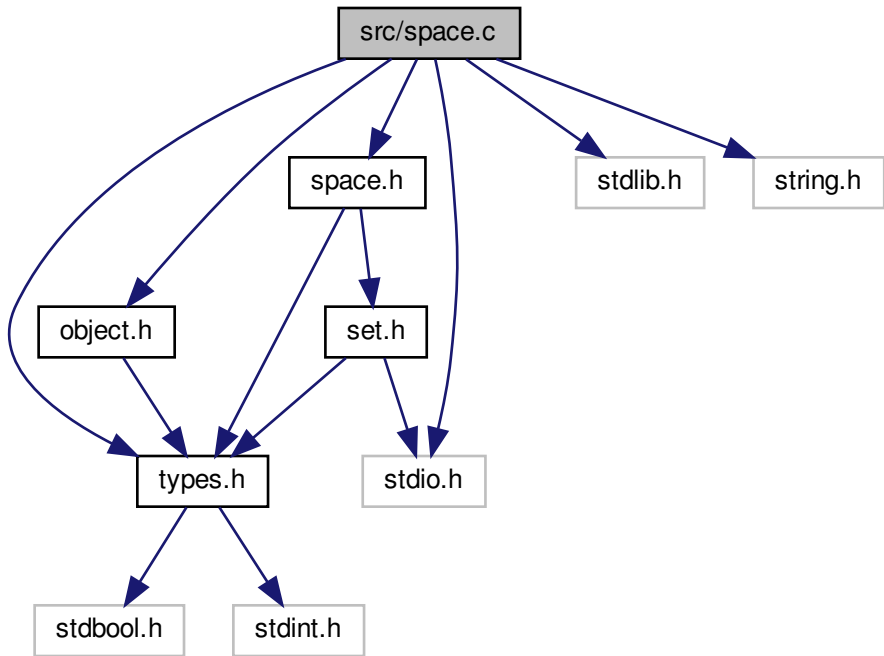 src/space.c
space.h
stdlib.h
string.h
object.h
set.h
types.h
stdio.h
stdbool.h
stdint.h